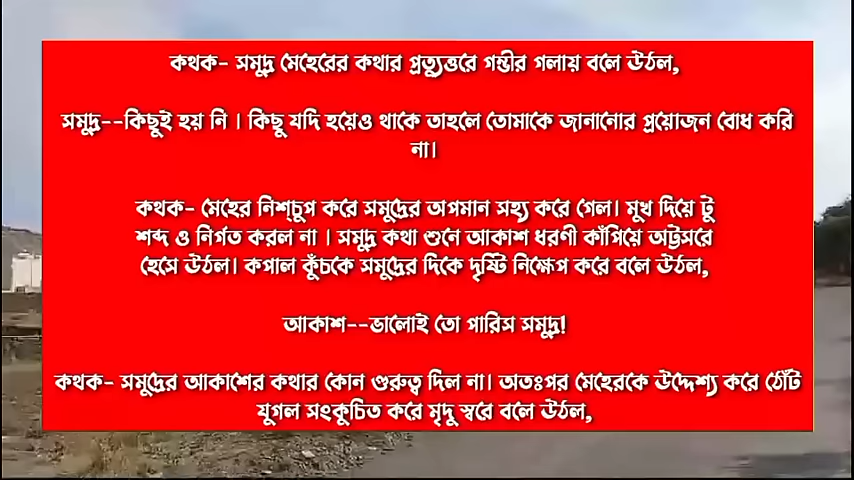 কথক- সমুদ্র মেহেরের কথার প্রত্যুত্তরে গম্ভীর গলায় বলে উঠল,
সমুদ্র--কিছুই হয় নি । কিছু যদি হয়েও থাকে তাহলে তোমাকে জানানোর প্রয়োজন বোধ করি
না।
কথক- মেহের নিশ্চুপ করে সমুদ্রের অপমান সহ্য করে গেল। মুখ দিয়ে টু
শব্দ ও নির্গত করল না । সমুদ্র কথা শুনে আকাশ ধরণী কাঁপিয়ে অট্টসরে
হেসে উঠল। কপাল কুঁচকে সমুদ্রের দিকে দৃষ্টি নিক্ষেপ করে বলে উঠল,
আকাশ--ভালোই তো পারিস সমুদ্র!
কথক- সমুদ্রের আকাশের কথার কোন গুরুত্ব দিল না। অতঃপর মেহেরকে উদ্দেশ্য করে ঠোঁট
যুগল সংকুচিত করে মৃদু স্বরে বলে উঠল,